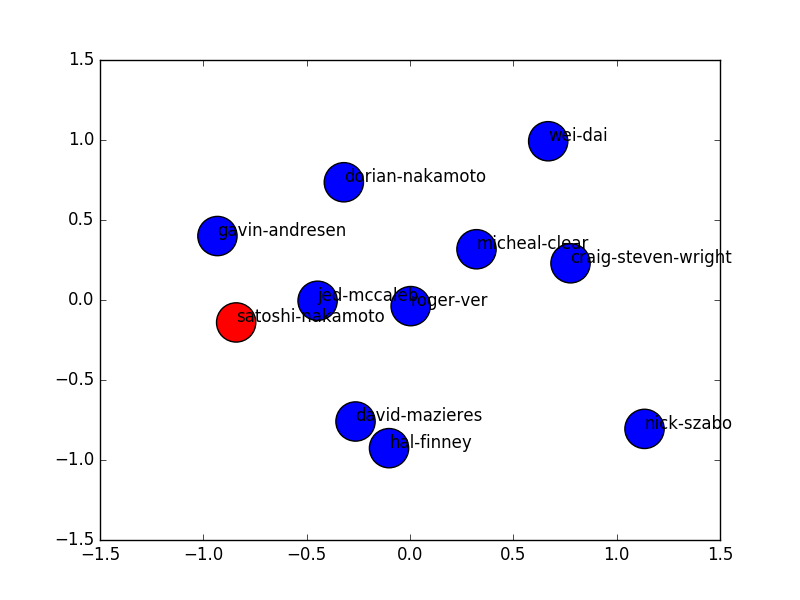 1.5
1.0
0.5
0.0
−0.5
−1.0
−1.5
−1.5
−1.0
−0.5
0.0
0.5
1.0
1.5
wei-dai
dorian-nakamoto
gavin-andresen
micheal-clear
craig-steven-wright
jed-mccaleb
roger-ver
satoshi-nakamoto
david-mazieres
nick-szabo
hal-finney